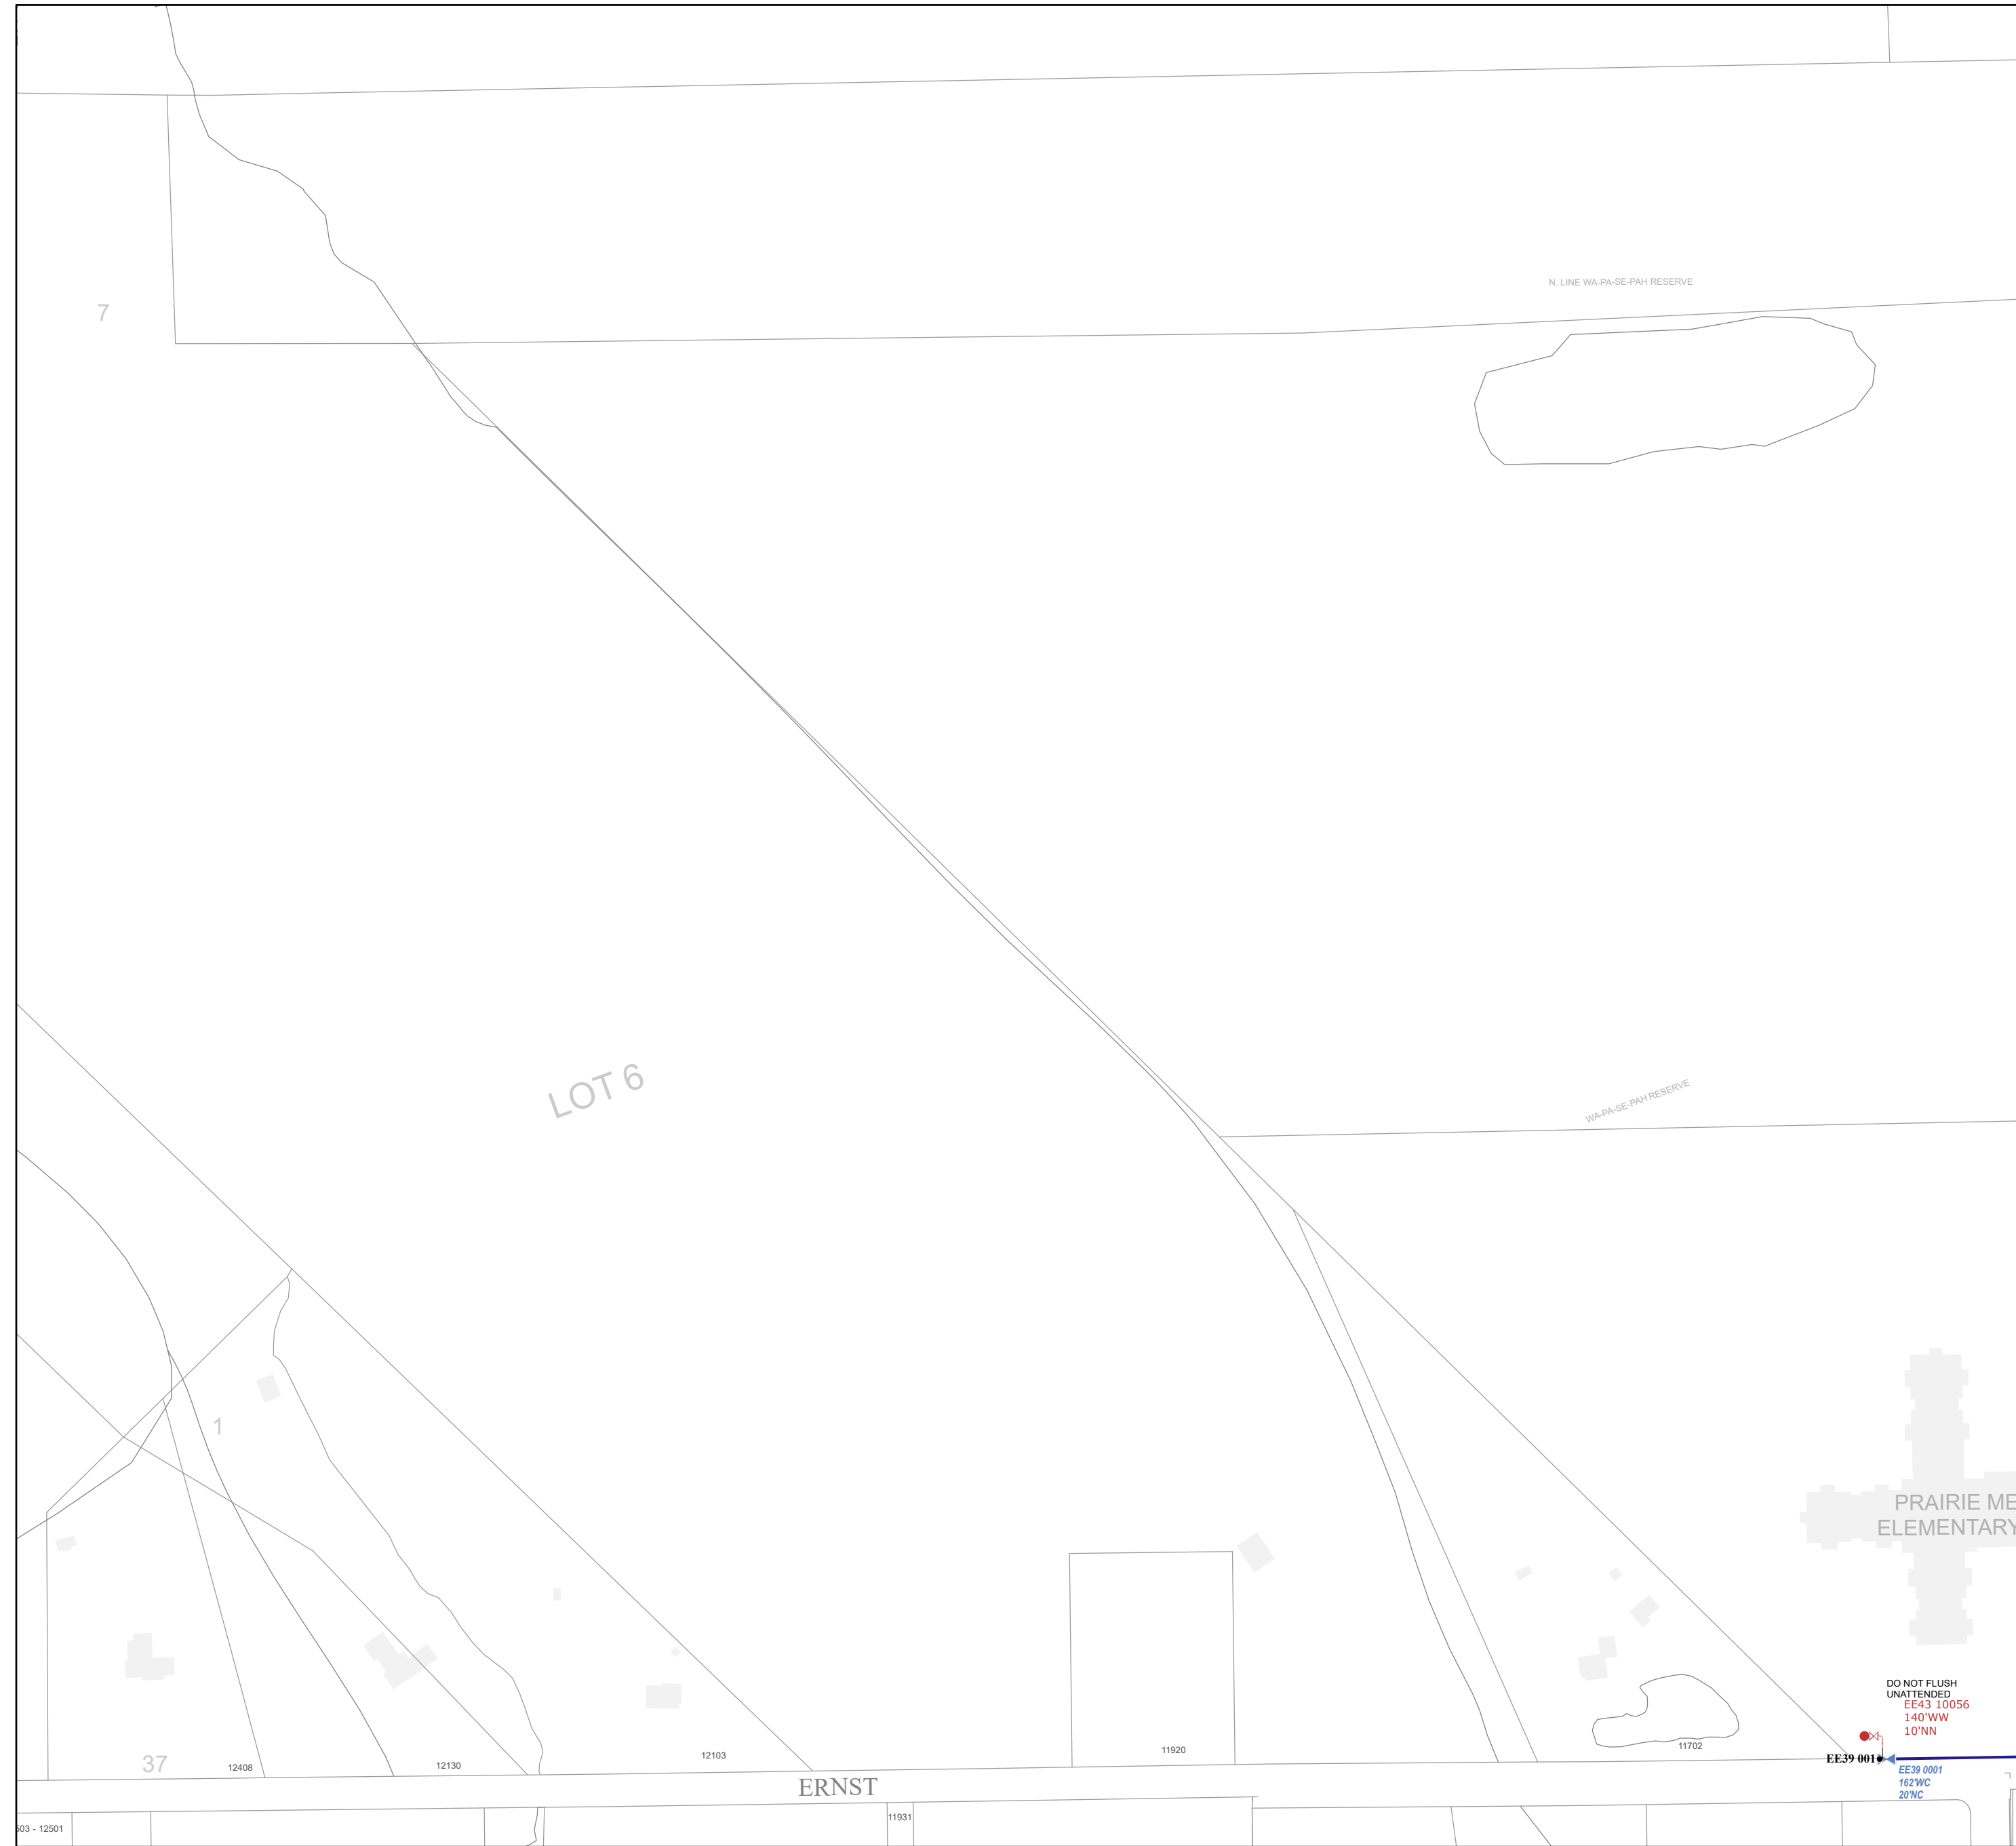 N. LINE WA-PA-SE-PAH RESERVE
7
LOT 6
WA-PA-SE-PAH RESERVE
1
PRAIRIE ME
ELEMENTARY
DO NOT FLUSH
UNATTENDED
EE43 10056
140'WW
10'NN
11702
11920
12103
12130
12408
37
EE39 001
EE39 0001
162'WC
20'NC
ERNST
11931
503 - 12501